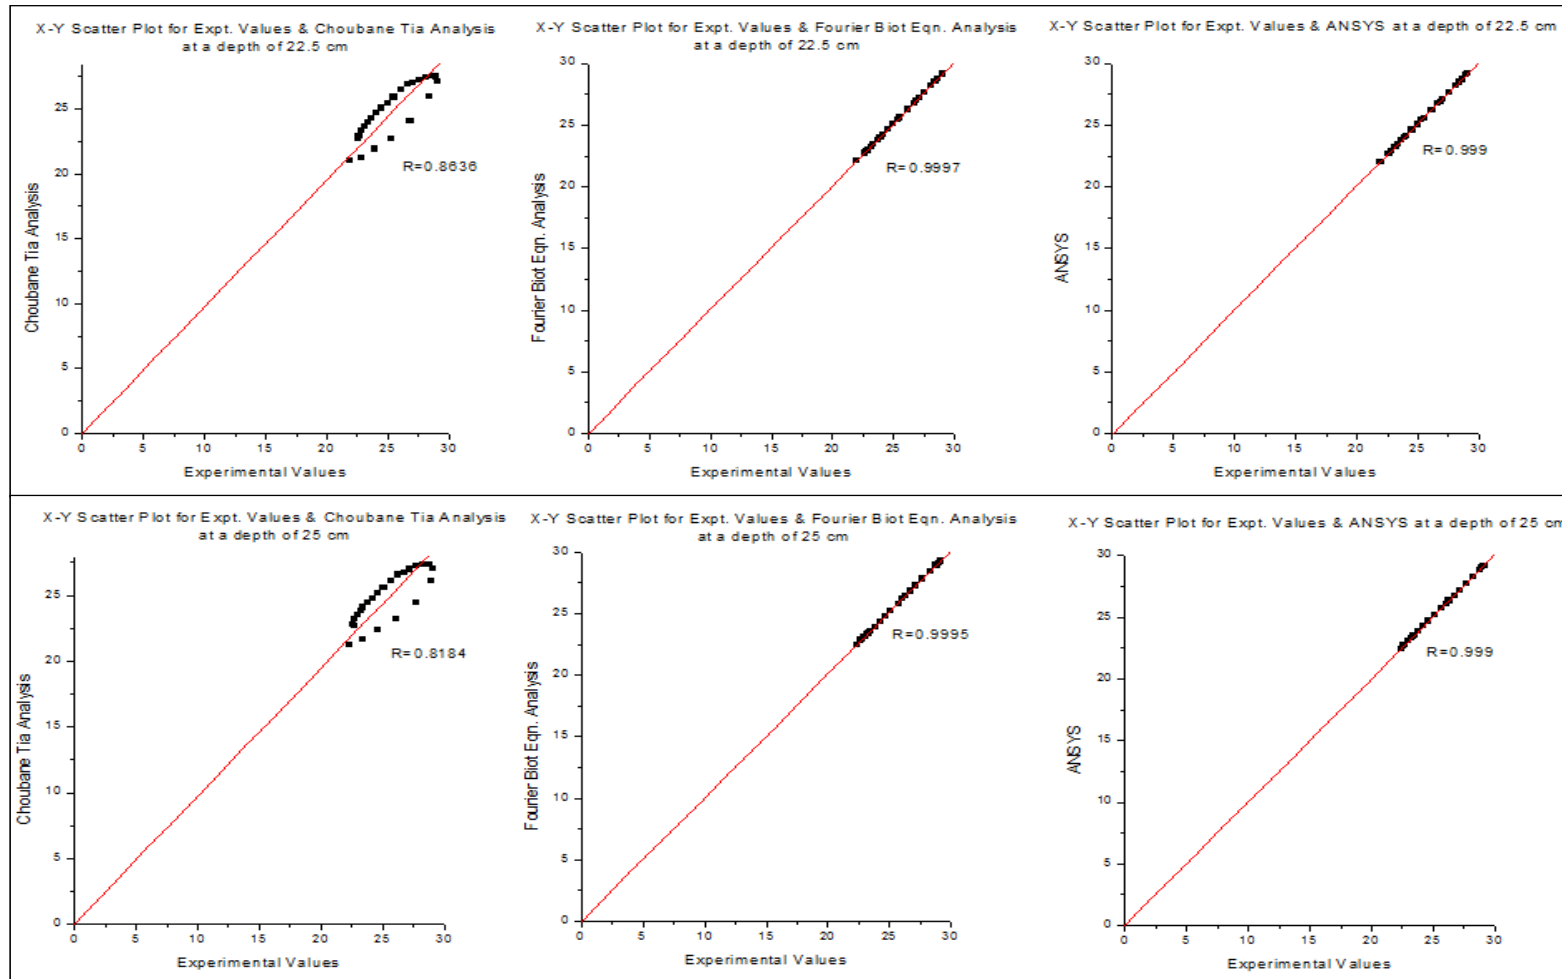 X-Y Scatter Plot for Expt. Values & Choubane Tia Analysis
at a depth of 22.5 cm
25
20
15
10
5
0
Choubane Tia Analysis
R=0.8636
0 5 10 15 20 25 30
Experimental Values
X-Y Scatter Plot for Expt. Values & Fourier Biot Eqn. Analysis
at a depth of 22.5 cm
30
25
20
15
10
5
0
Fourier Biot Eqn. Analysis
R=0.9997
0 5 10 15 20 25 30
Experimental Values
X-Y Scatter Plot for Expt. Values & ANSYS at a depth of 22.5 cm
30
25
20
15
10
5
0
ANSYS
R=0.999
0 5 10 15 20 25 30
Experimental Values
X-Y Scatter Plot for Expt. Values & Choubane Tia Analysis
at a depth of 25 cm
25
20
15
10
5
0
Choubane Tia Analysis
R=0.8184
0 5 10 15 20 25 30
Experimental Values
X-Y Scatter Plot for Expt. Values & Fourier Biot Eqn. Analysis
at a depth of 25 cm
30
25
20
15
10
5
0
Fourier Biot Eqn. Analysis
R=0.9995
0 5 10 15 20 25 30
Experimental Values
X-Y Scatter Plot for Expt. Values & ANSYS at a depth of 25 cm
30
25
20
15
10
5
0
ANSYS
R=0.999
0 5 10 15 20 25 30
Experimental Values